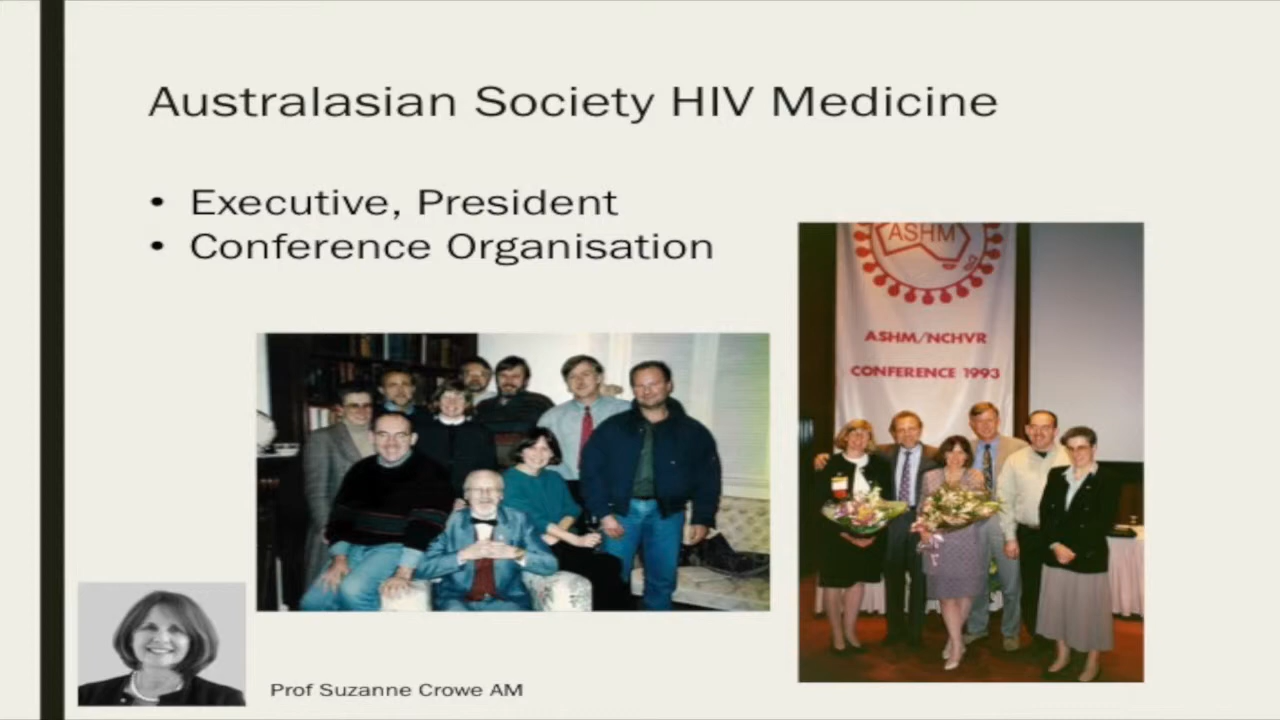 Australasian Society HIV Medicine
• Executive, President
• Conference Organisation
ASHM
ASHM/NCHVR
CONFERENCE 1993
Prof Suzanne Crowe AM